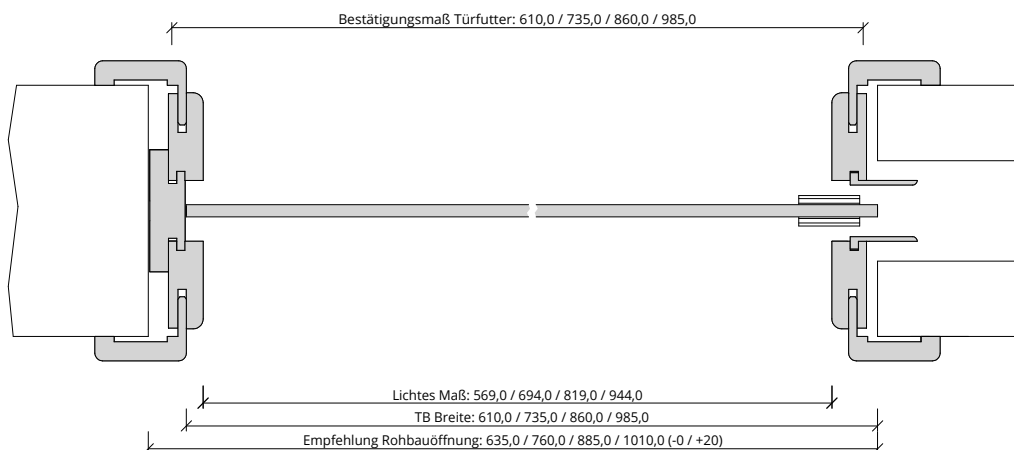 Bestätigungsmaß Türfutter: 610,0 / 735,0 / 860,0 / 985,0
Lichtes Maß: 569,0 / 694,0 / 819,0 / 944,0
TB Breite: 610,0 / 735,0 / 860,0 / 985,0
Empfehlung Rohbauöffnung: 635,0 / 760,0 / 885,0 / 1010,0 (-0 / +20)